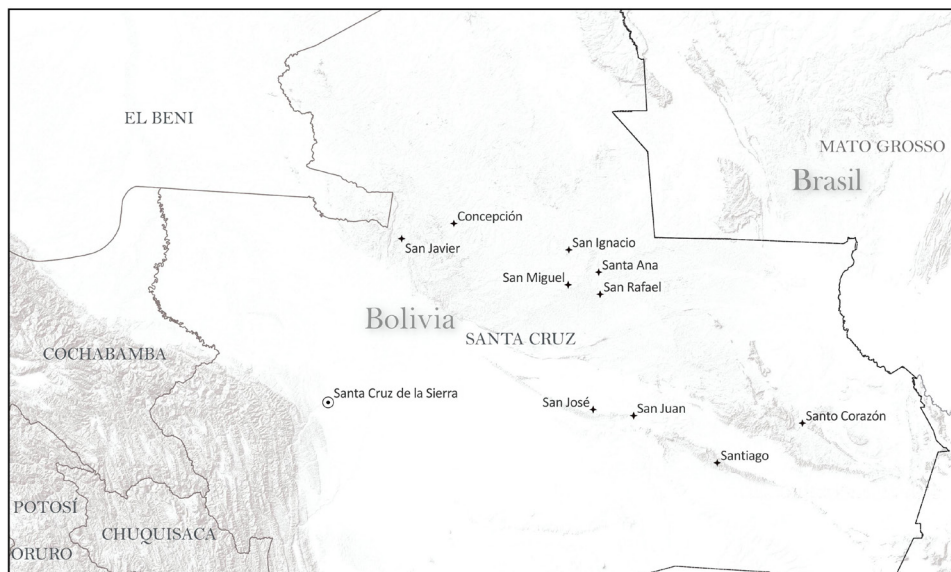 EL BENI
MATO GROSSO
Brasil
Concepción
San Javier
San Ignacio
Santa Ana
San Miguel
San Rafael
Bolivia
SANTA CRUZ
COCHABAMBA
Santa Cruz de la Sierra
San José
San Juan
Santo Corazón
Santiago
POTOSÍ
CHUQUISACA
ORURO